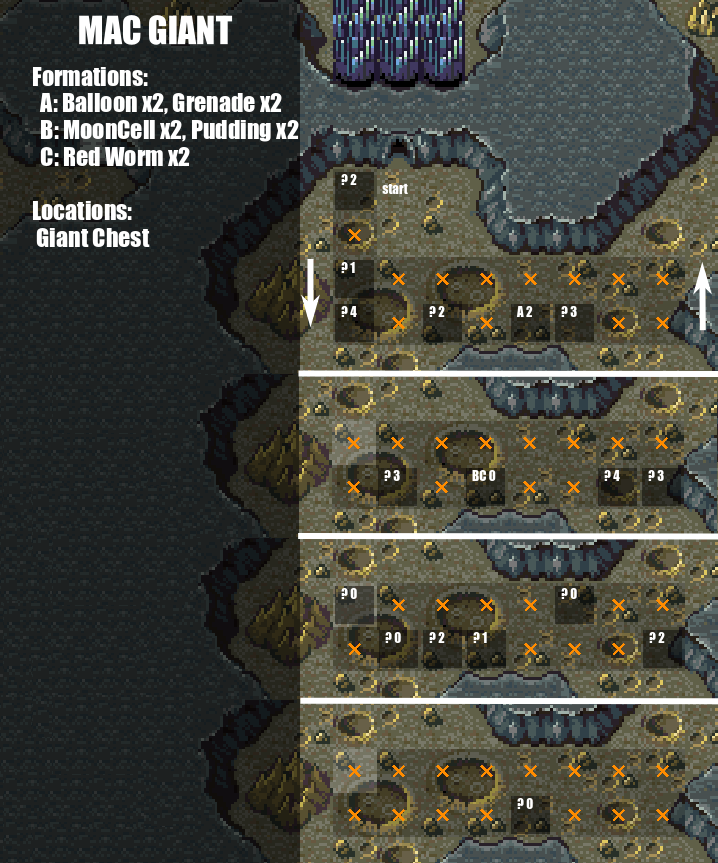 MAC GIANT
Formations:
A: Balloon x2, Grenade x2
B: MoonCell x2, Pudding x2
C: Red Worm x2
Locations:
Giant Chest
?2 start
?1
?4 ?2 A2 ?3
?3 BC0 ?4 ?3
?0 ?0
?0 ?2 ?1 ?2
?0